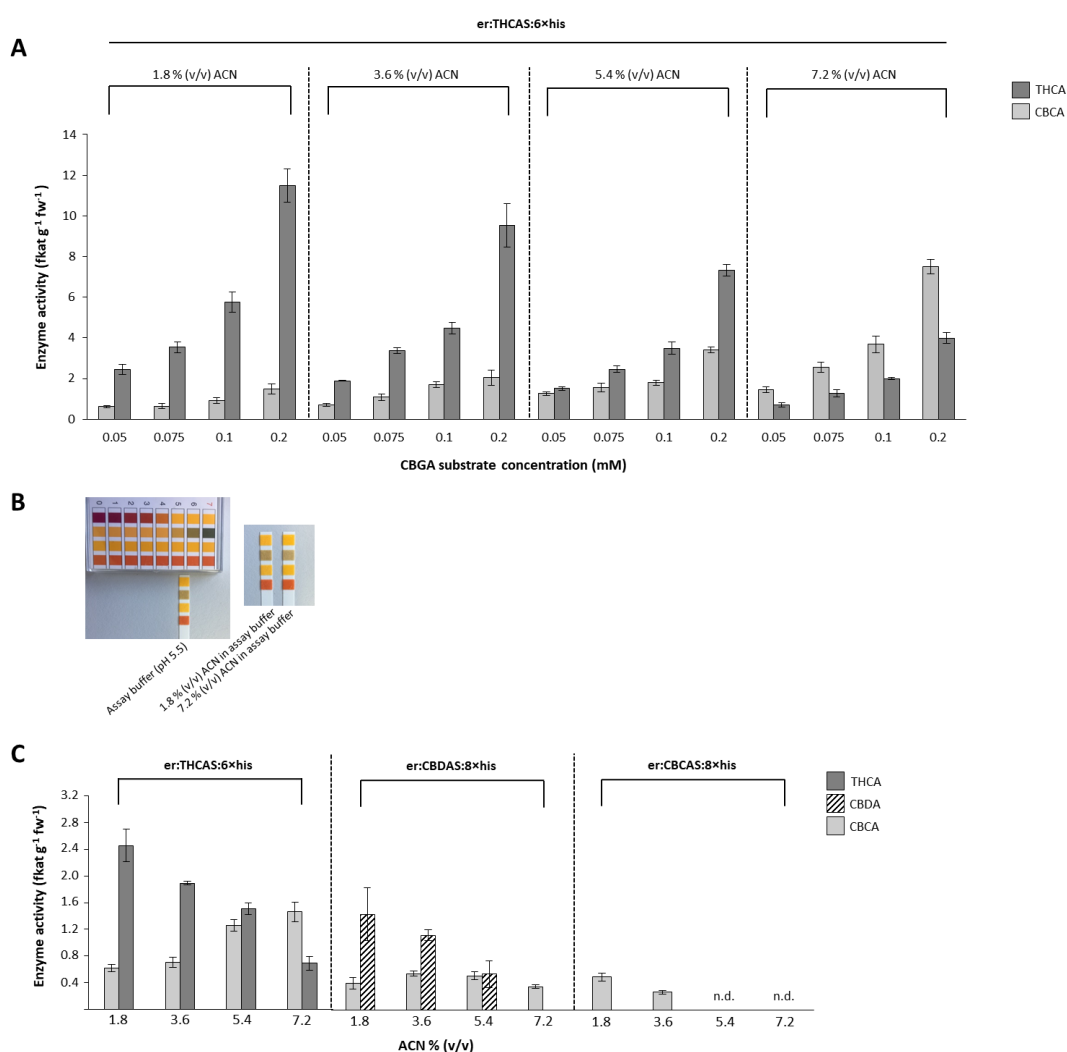 er:THCAS:6×his
A
1.8 % (v/v) ACN
3.6 % (v/v) ACN
5.4 % (v/v) ACN
7.2 % (v/v) ACN
THCA
CBCA
14
12
10
8
6
4
2
0
Enzyme activity (fkat g⁻¹ fw⁻¹ )
0.05 0.075 0.1 0.2 0.05 0.075 0.1 0.2 0.05 0.075 0.1 0.2 0.05 0.075 0.1 0.2
CBGA substrate concentration (mM)
B
0 1 2 3 4 5 6 7
Assay buffer (pH 5.5)
1.8 % (v/v) ACN in assay buffer
7.2 % (v/v) ACN in assay buffer
C
er:THCAS:6×his
er:CBDAS:8×his
er:CBCAS:8×his
THCA
CBDA
CBCA
3.2
2.8
2.4
2.0
1.6
1.2
0.8
0.4
Enzyme activity (fkat g⁻¹ fw⁻¹)
n.d. n.d.
1.8 3.6 5.4 7.2 1.8 3.6 5.4 7.2 1.8 3.6 5.4 7.2
ACN % (v/v)